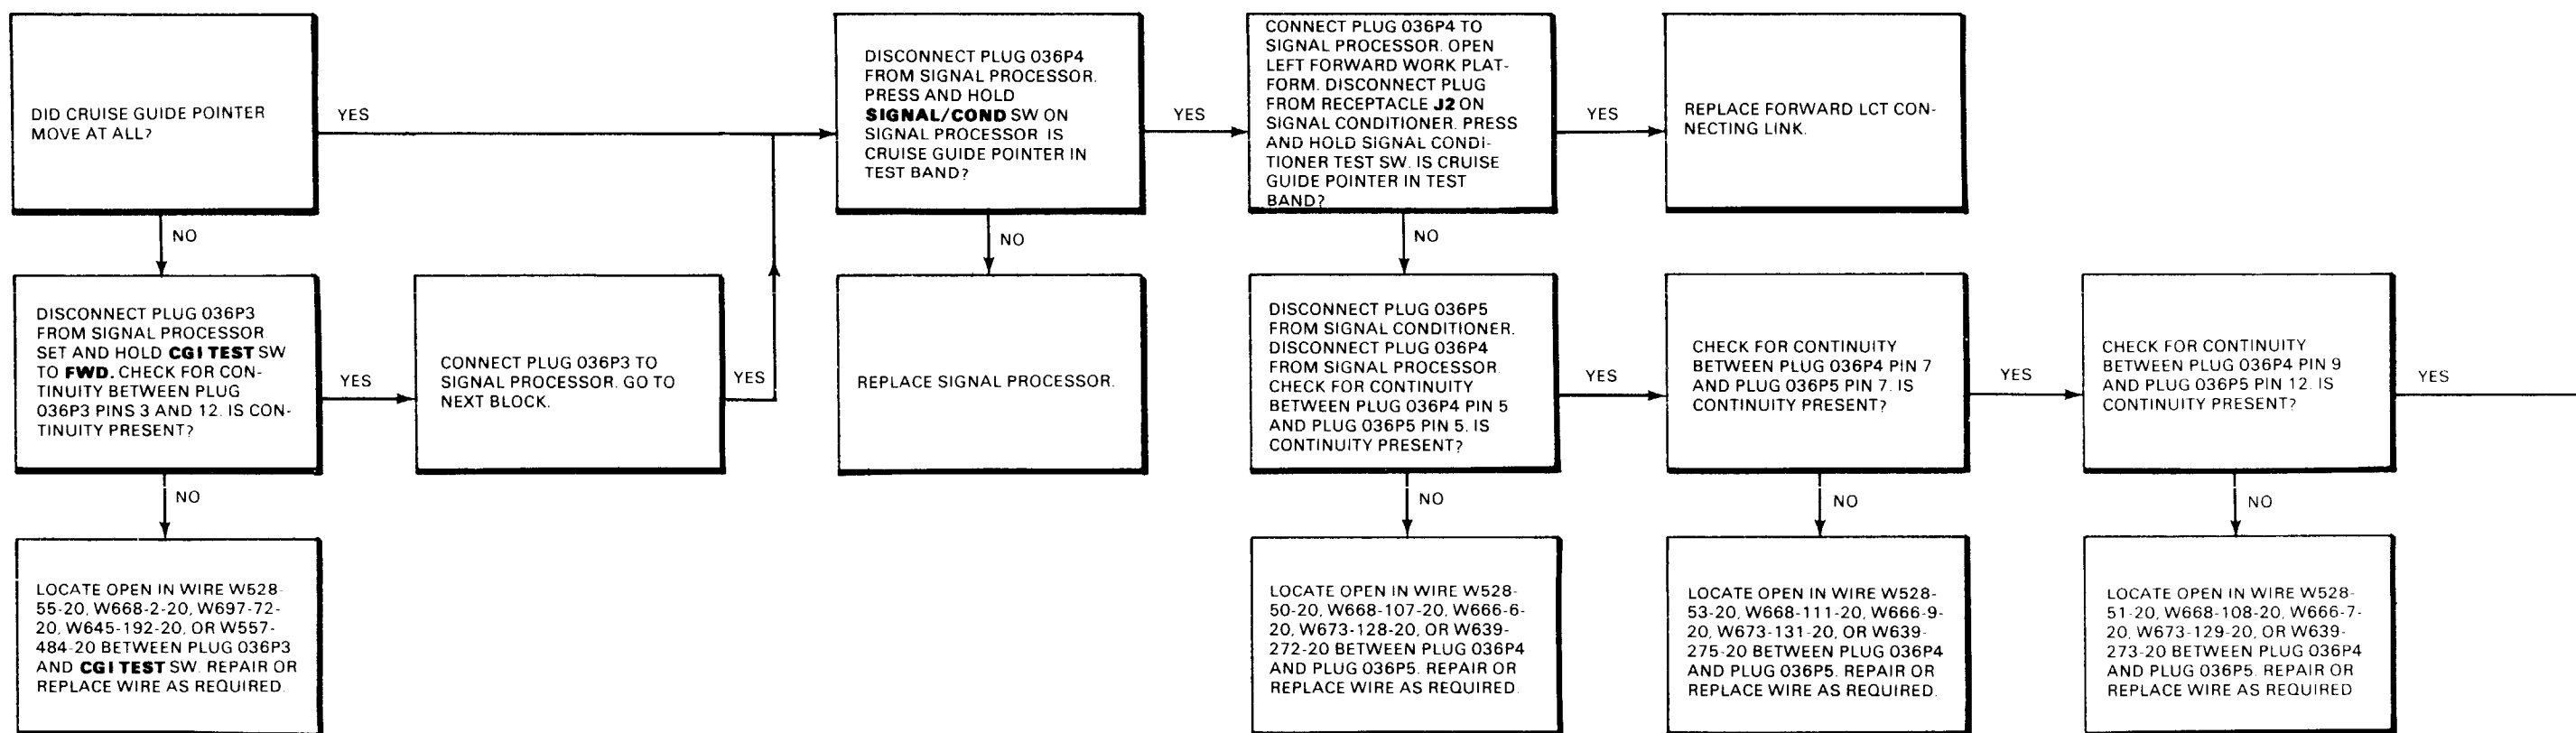 DID CRUISE GUIDE POINTER
MOVE AT ALL?
YES
NO
DISCONNECT PLUG 036P4
FROM SIGNAL PROCESSOR.
PRESS AND HOLD
SIGNAL/COND SW ON
SIGNAL PROCESSOR IS
CRUISE GUIDE POINTER IN
TEST BAND?
YES
NO
CONNECT PLUG 036P4 TO
SIGNAL PROCESSOR. OPEN
LEFT FORWARD WORK PLAT-
FORM. DISCONNECT PLUG
FROM RECEPTACLE J2 ON
SIGNAL CONDITIONER. PRESS
AND HOLD SIGNAL CONDI-
TIONER TEST SW. IS CRUISE
GUIDE POINTER IN TEST
BAND?
YES
NO
REPLACE FORWARD LCT CON-
NECTING LINK.
DISCONNECT PLUG 036P3
FROM SIGNAL PROCESSOR
SET AND HOLD CGI TEST SW
TO FWD. CHECK FOR CON-
TINUITY BETWEEN PLUG
036P3 PINS 3 AND 12. IS CON-
TINUITY PRESENT?
YES
NO
CONNECT PLUG 036P3 TO
SIGNAL PROCESSOR. GO TO
NEXT BLOCK.
YES
REPLACE SIGNAL PROCESSOR.
DISCONNECT PLUG 036P5
FROM SIGNAL CONDITIONER.
DISCONNECT PLUG 036P4
FROM SIGNAL PROCESSOR
CHECK FOR CONTINUITY
BETWEEN PLUG 036P4 PIN 5
AND PLUG 036P5 PIN 5. IS
CONTINUITY PRESENT?
YES
NO
CHECK FOR CONTINUITY
BETWEEN PLUG 036P4 PIN 7
AND PLUG 036P5 PIN 7. IS
CONTINUITY PRESENT?
YES
NO
CHECK FOR CONTINUITY
BETWEEN PLUG 036P4 PIN 9
AND PLUG 036P5 PIN 12. IS
CONTINUITY PRESENT?
YES
NO
LOCATE OPEN IN WIRE W528-
55-20, W668-2-20, W697-72-
20, W645-192-20, OR W557-
484-20 BETWEEN PLUG 036P3
AND CGI TEST SW. REPAIR OR
REPLACE WIRE AS REQUIRED.
LOCATE OPEN IN WIRE W528-
50-20, W668-107-20, W666-6-
20, W673-128-20, OR W639-
272-20 BETWEEN PLUG 036P4
AND PLUG 036P5. REPAIR OR
REPLACE WIRE AS REQUIRED.
LOCATE OPEN IN WIRE W528-
53-20, W668-111-20, W666-9-
20, W673-131-20, OR W639-
275-20 BETWEEN PLUG 036P4
AND PLUG 036P5. REPAIR OR
REPLACE WIRE AS REQUIRED.
LOCATE OPEN IN WIRE W528-
51-20, W668-108-20, W666-7-
20, W673-129-20, OR W639-
273-20 BETWEEN PLUG 036P4
AND PLUG 036P5. REPAIR OR
REPLACE WIRE AS REQUIRED